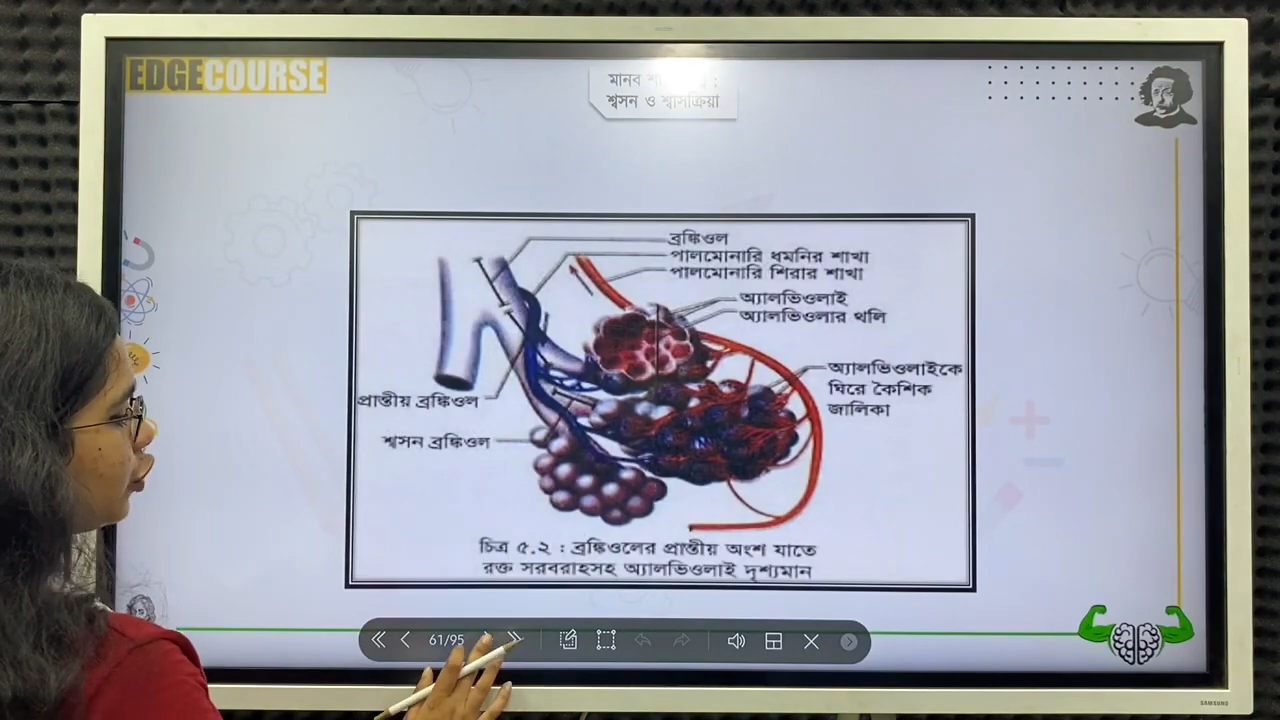 EDGECOURSE
মানব
শ্বসন ও শ্বাসক্রিয়া
ব্রঙ্কিওল
পালমোনারি ধমনির শাখা
পালমোনারি শিরার শাখা
অ্যালভিওলাই
অ্যালভিওলার থলি
অ্যালভিওলাইকে
ঘিরে কৈশিক
জালিকা
প্রান্তীয় ব্রঙ্কিওল
শ্বসন ব্রঙ্কিওল
চিত্র ৫.২ : ব্রঙ্কিওলের প্রান্তীয় অংশ যাতে
রক্ত সরবরাহসহ অ্যালভিওলাই দৃশ্যমান
61/95
SAMSUNG